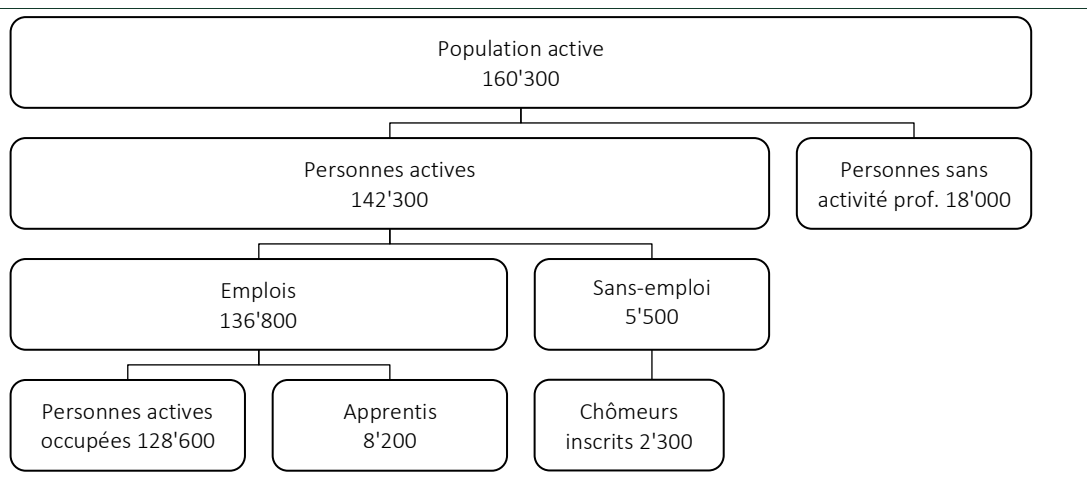 Population active
160'300
Personnes actives
142'300
Personnes sans
activité prof. 18'000
Emplois
136'800
Sans-emploi
5'500
Personnes actives
occupées 128'600
Apprentis
8'200
Chômeurs
inscrits 2'300